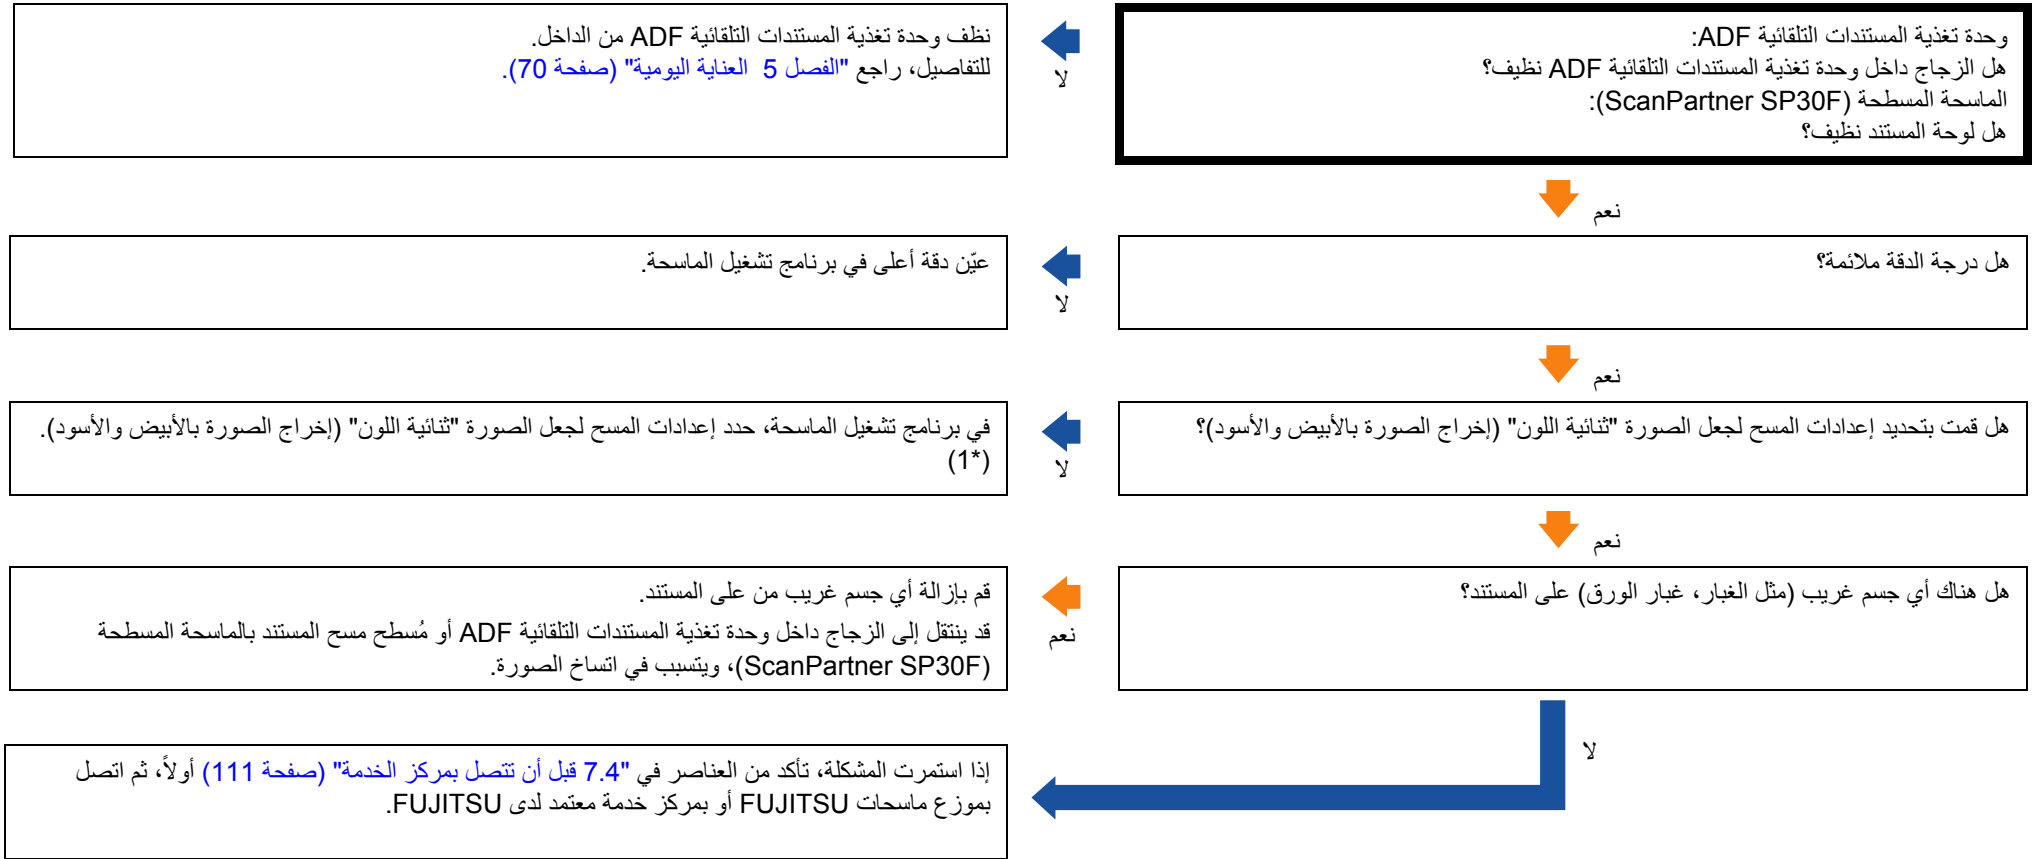 وحدة تغذية المستندات التلقائية ADF:
هل الزجاج داخل وحدة تغذية المستندات التلقائية ADF نظيف؟
الماسحة المسطحة (ScanPartner SP30F):
هل لوحة المستند نظيف؟
لا
نظف وحدة تغذية المستندات التلقائية ADF من الداخل.
للتفاصيل، راجع "الفصل 5 العناية اليومية" (صفحة 70).
نعم
هل درجة الدقة ملائمة؟
لا
عيّن دقة أعلى في برنامج تشغيل الماسحة.
نعم
هل قمت بتحديد إعدادات المسح لجعل الصورة "ثنائية اللون" (إخراج الصورة بالأبيض والأسود)؟
لا
في برنامج تشغيل الماسحة، حدد إعدادات المسح لجعل الصورة "ثنائية اللون" (إخراج الصورة بالأبيض والأسود).
(*1)
نعم
هل هناك أي جسم غريب (مثل الغبار، غبار الورق) على المستند؟
نعم
قم بإزالة أي جسم غريب من على المستند.
قد ينتقل إلى الزجاج داخل وحدة تغذية المستندات التلقائية ADF أو مُسطح مسح المستند بالماسحة المسطحة
(ScanPartner SP30F)، ويتسبب في اتساخ الصورة.
لا
إذا استمرت المشكلة، تأكد من العناصر في "7.4 قبل أن تتصل بمركز الخدمة" (صفحة 111) أولاً، ثم اتصل
بموزع ماسحات FUJITSU أو بمركز خدمة معتمد لدى FUJITSU.